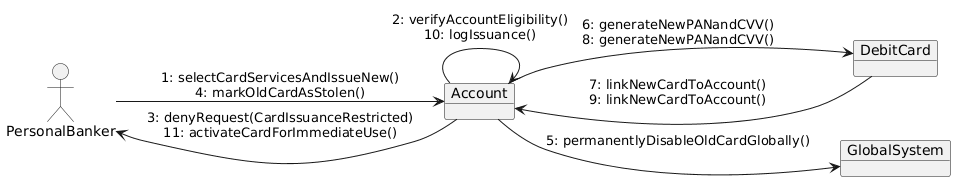 2: verifyAccountEligibility()
10: logIssuance()
6: generateNewPANandCVV()
8: generateNewPANandCVV()
DebitCard
1: selectCardServicesAndIssueNew()
4: markOldCardAsStolen()
Account
7: linkNewCardToAccount()
9: linkNewCardToAccount()
PersonalBanker
3: denyRequest(CardIssuanceRestricted)
11: activateCardForImmediateUse()
5: permanentlyDisableOldCardGlobally()
GlobalSystem